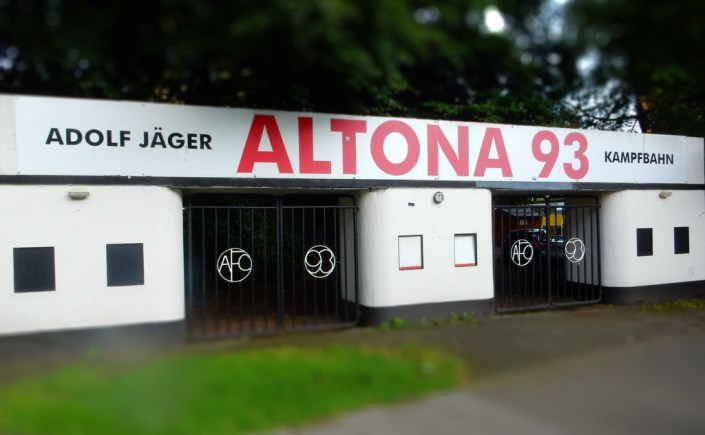 ADOLF JÄGER ALTONA 93 KAMPFBAHN
AFC 93 AFC 93